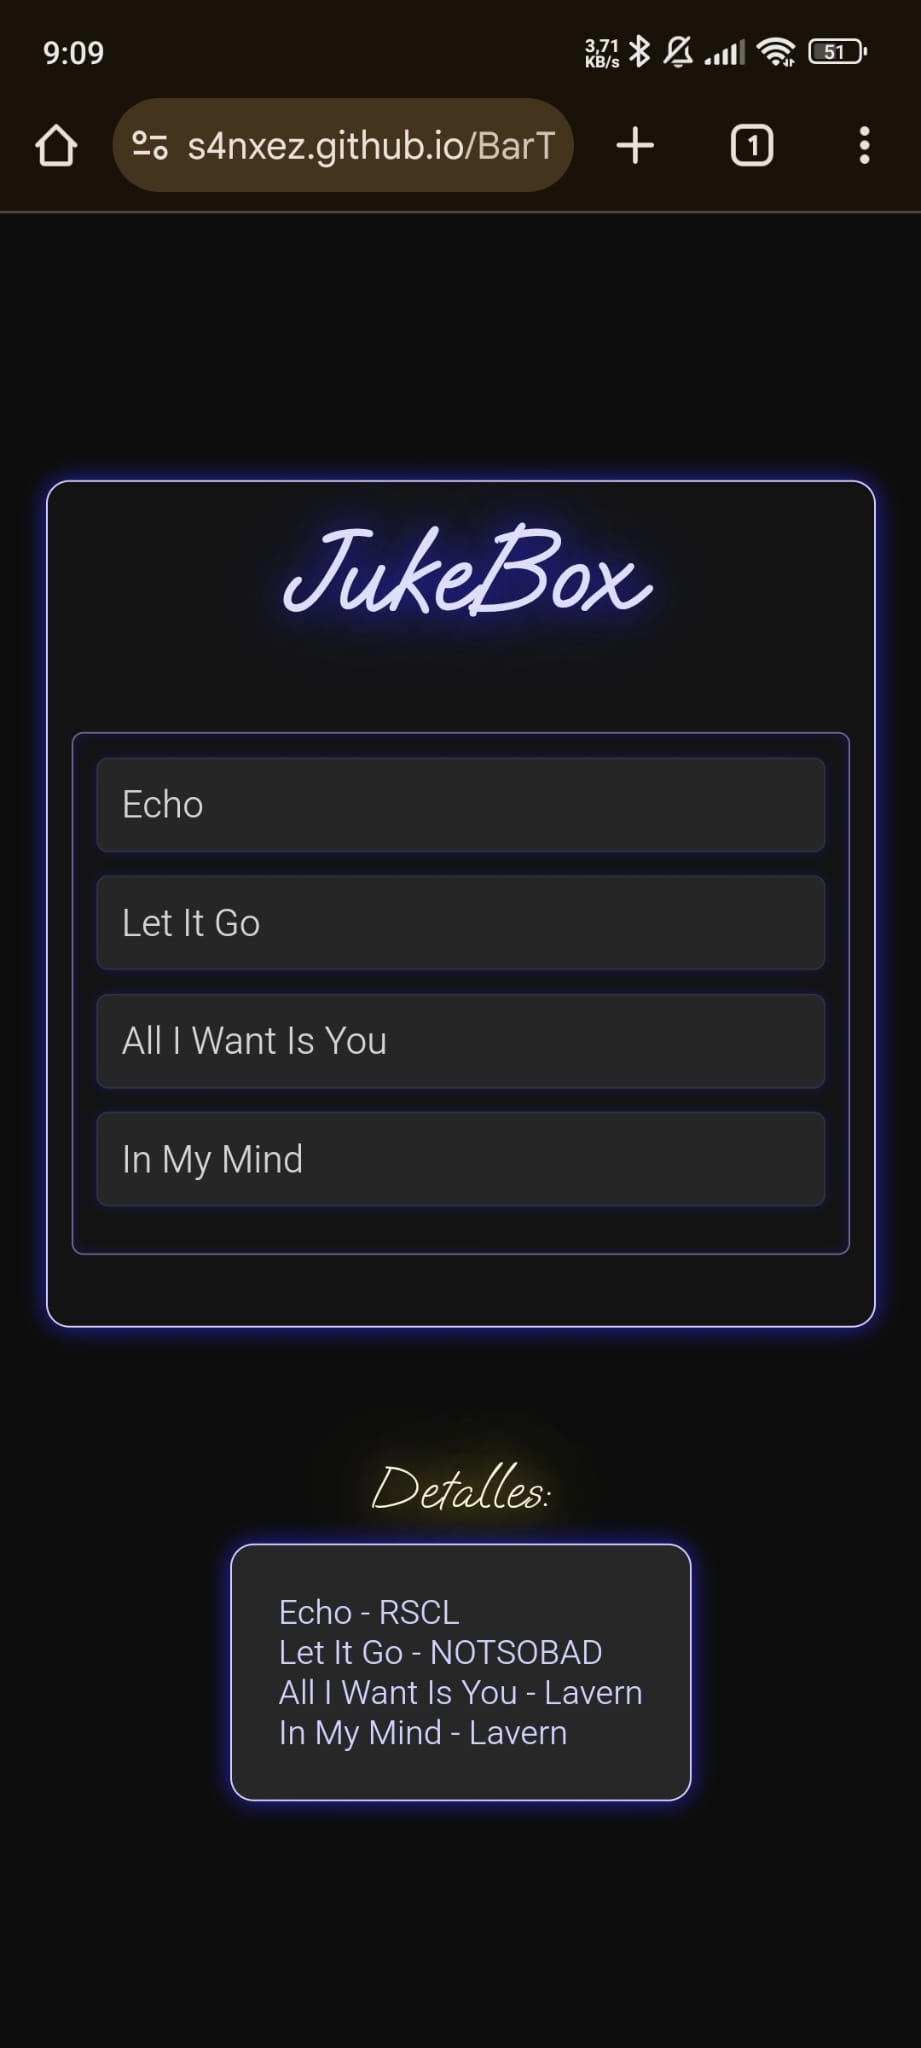 9:09
3,71
KB/s
51
s4nxez.github.io/BarT
1
JukeBox
Echo
Let It Go
All I Want Is You
In My Mind
Detalles:
Echo - RSCL
Let It Go - NOTSOBAD
All I Want Is You - Lavern
In My Mind - Lavern